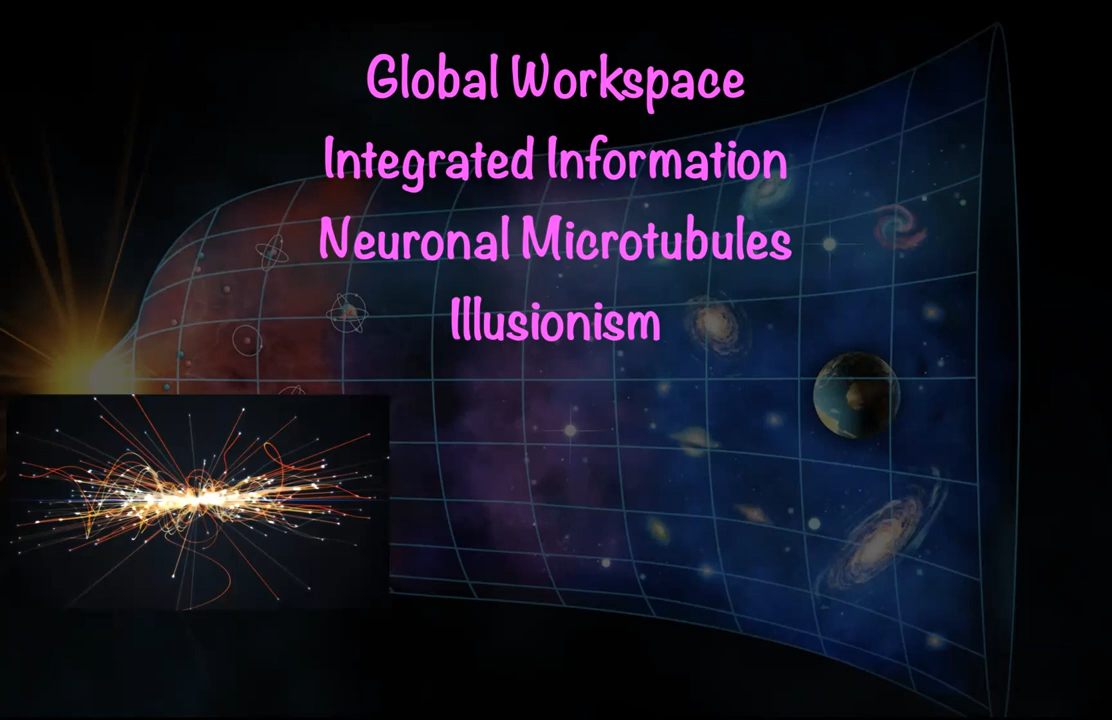 Global Workspace
Integrated Information
Neuronal Microtubules
Illusionism